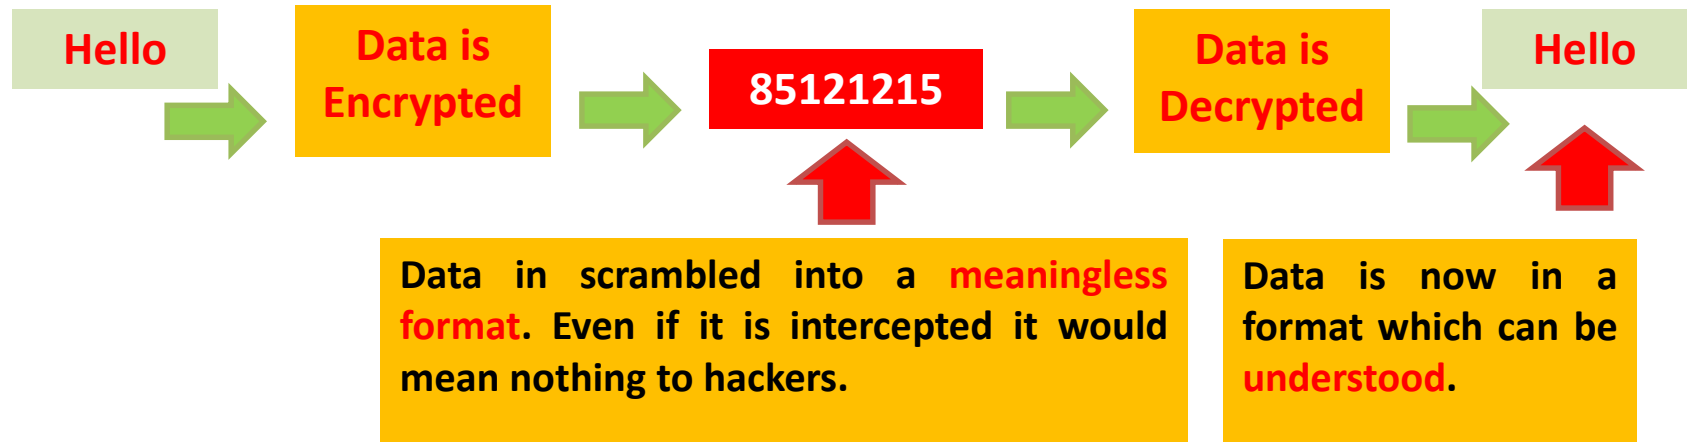 Hello
Data is
Encrypted
85121215
Data is
Decrypted
Hello
Data in scrambled into a meaningless
format. Even if it is intercepted it would
mean nothing to hackers.
Data is now in a
format which can be
understood.